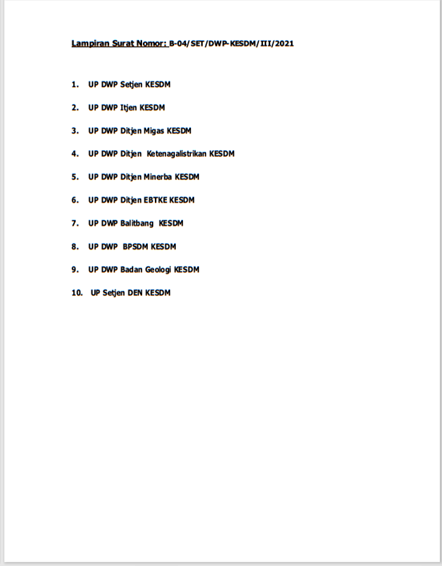 Lampiran Surat Nomor: B-04/SET/DWP-KESDM/III/2021
1. UP DWP Setjen KESDM
2. UP DWP Itjen KESDM
3. UP DWP Ditjen Migas KESDM
4. UP DWP Ditjen Ketenagalistrikan KESDM
5. UP DWP Ditjen Minerba KESDM
6. UP DWP Ditjen EBTKE KESDM
7. UP DWP Balitbang KESDM
8. UP DWP BPSDM KESDM
9. UP DWP Badan Geologi KESDM
10. UP Setjen DEN KESDM